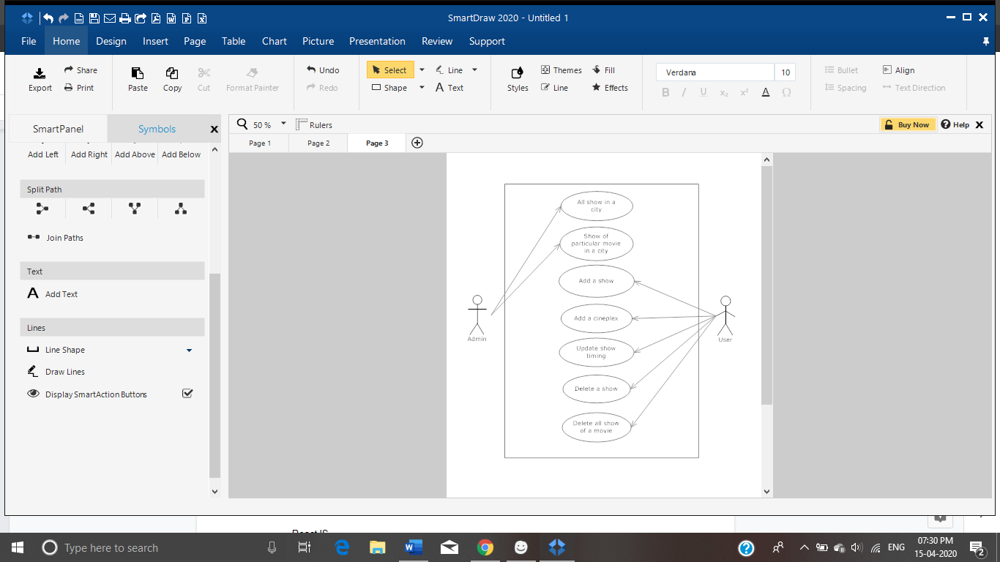 SmartDraw 2020 - Untitled 1
File Home Design Insert Page Table Chart Picture Presentation Review Support
Export
Share
Print
Paste Copy Cut Format Painter
Undo
Redo
Select
Shape
Line
Text
Styles
Themes
Line
Fill
Effects
Verdana 10
B I U x₂ x² A Ω
Bullet
Spacing
Align
Text Direction
SmartPanel Symbols X
50 % Rulers
Buy Now ? Help X
Page 1 Page 2 Page 3
Add Left Add Right Add Above Add Below
Split Path
Join Paths
Text
A Add Text
Lines
Line Shape
Draw Lines
Display SmartAction Buttons
All show in a
city
Show of
particular movie
in a city
Add a show
Add a cineplex
Update show
timing
Delete a show
Delete all show
of a movie
Admin
User
Type here to search
ENG
07:30 PM
15-04-2020
2